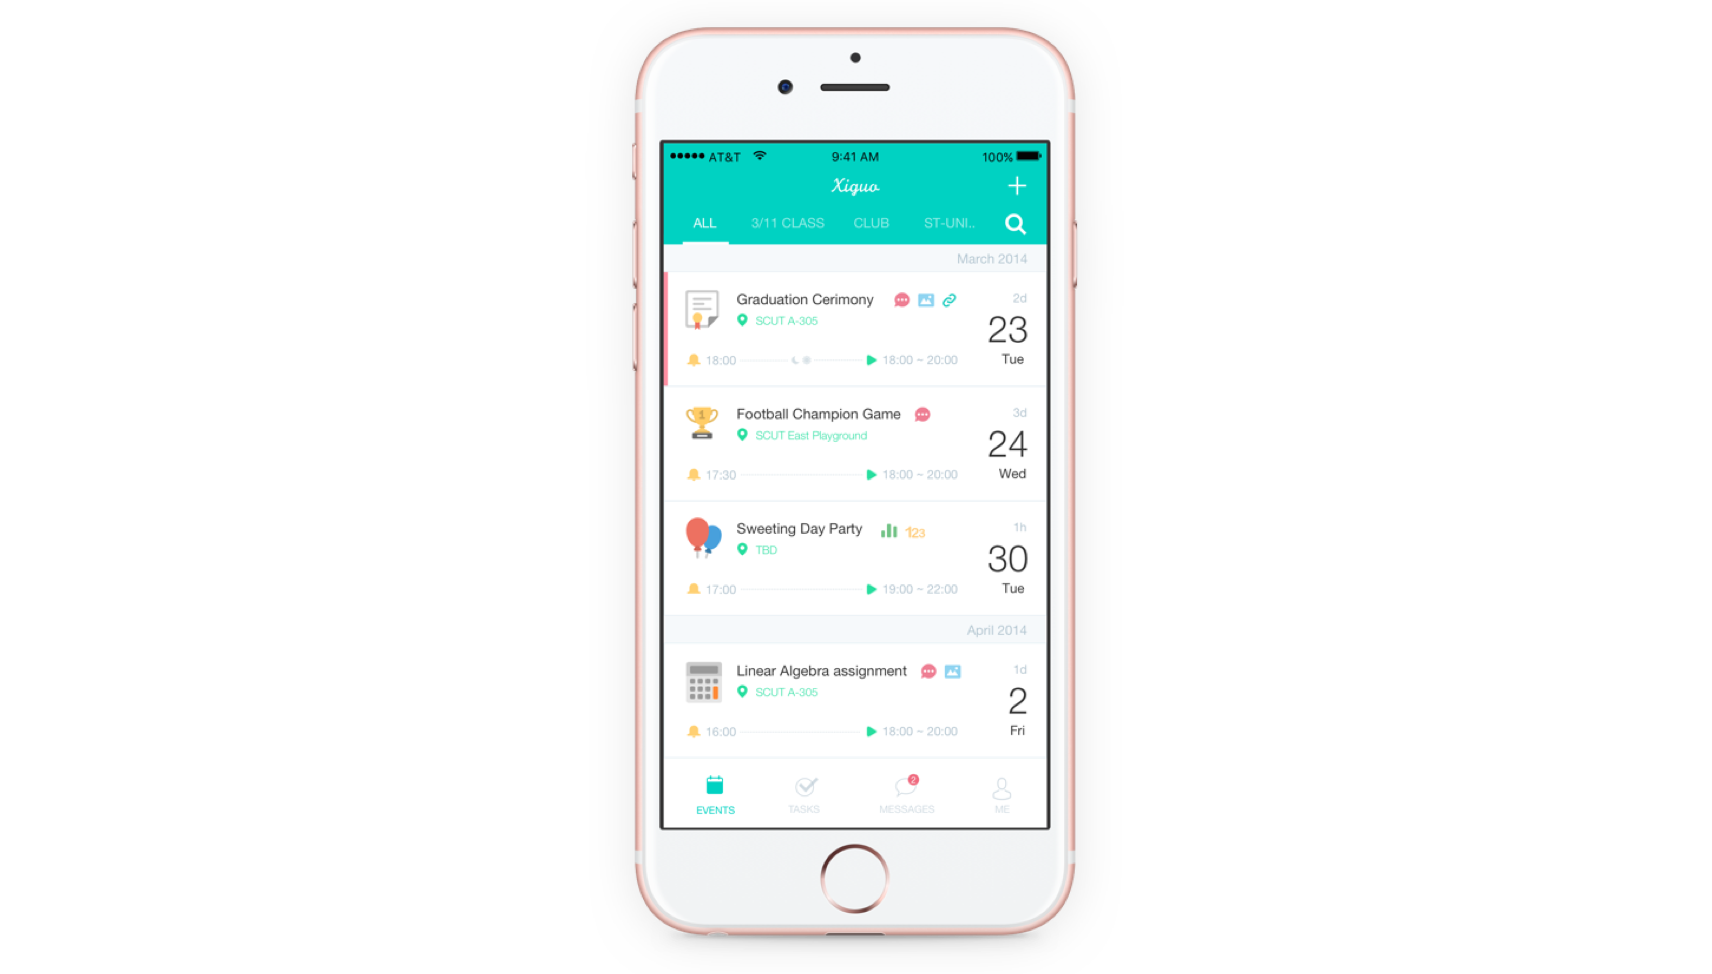 AT&T 9:41 AM 100%
Xiguo
ALL 3/11 CLASS CLUB ST-UNI..
March 2014
Graduation Cerimony 2d
SCUT A-305
23
18:00 18:00 ~ 20:00 Tue
Football Champion Game 3d
1
SCUT East Playground
24
17:30 18:00 ~ 20:00 Wed
Sweeting Day Party 123 1h
TBD
30
17:00 19:00 ~ 22:00 Tue
April 2014
Linear Algebra assignment 1d
SCUT A-305
2
16:00 18:00 ~ 20:00 Fri
2
EVENTS TASKS MESSAGES ME